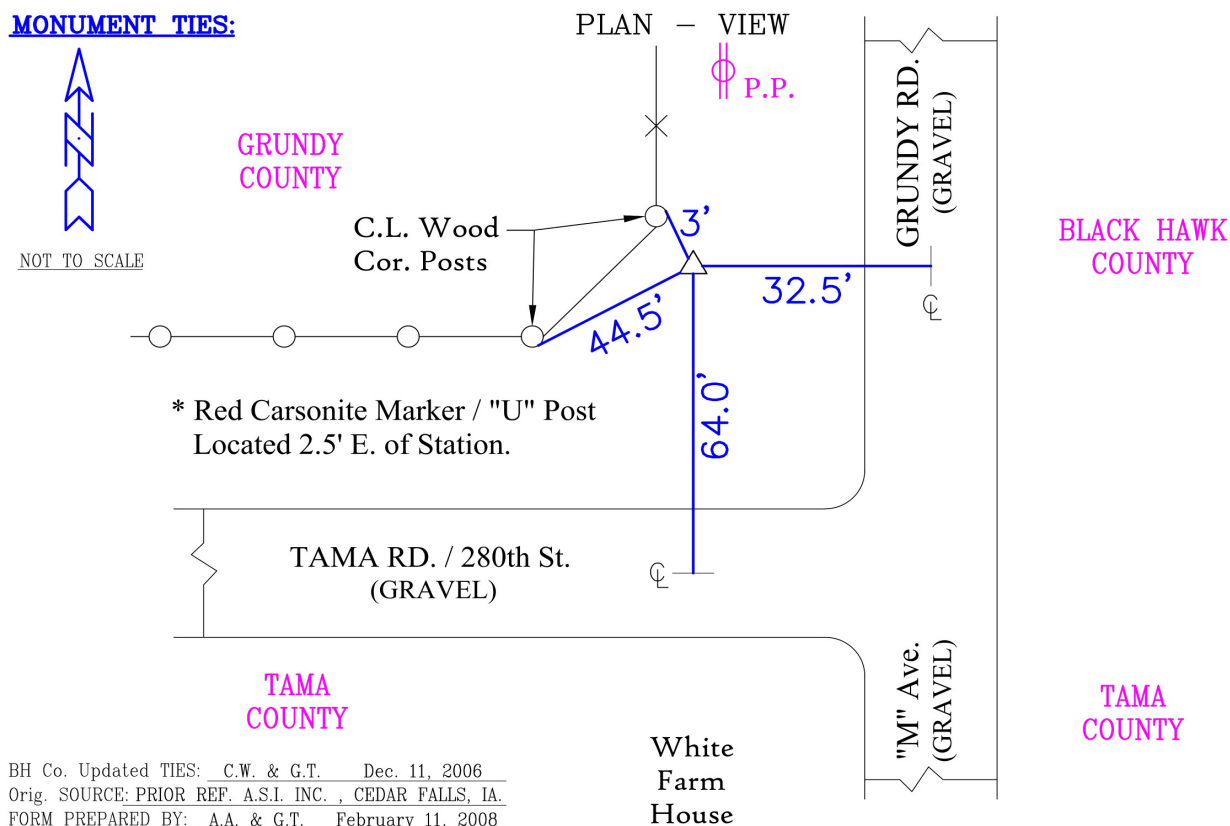 MONUMENT TIES:
PLAN - VIEW
P.P.
N
NOT TO SCALE
GRUNDY
COUNTY
C.L. Wood
Cor. Posts
3'
44.5'
32.5'
64.0'
℄
GRUNDY RD.
(GRAVEL)
BLACK HAWK
COUNTY
* Red Carsonite Marker / "U" Post
Located 2.5' E. of Station.
TAMA RD. / 280th St.
(GRAVEL)
℄
TAMA
COUNTY
"M" Ave.
(GRAVEL)
TAMA
COUNTY
White
Farm
House
BH Co. Updated TIES: C.W. & G.T. Dec. 11, 2006
Orig. SOURCE: PRIOR REF. A.S.I. INC. , CEDAR FALLS, IA.
FORM PREPARED BY: A.A. & G.T. February 11, 2008